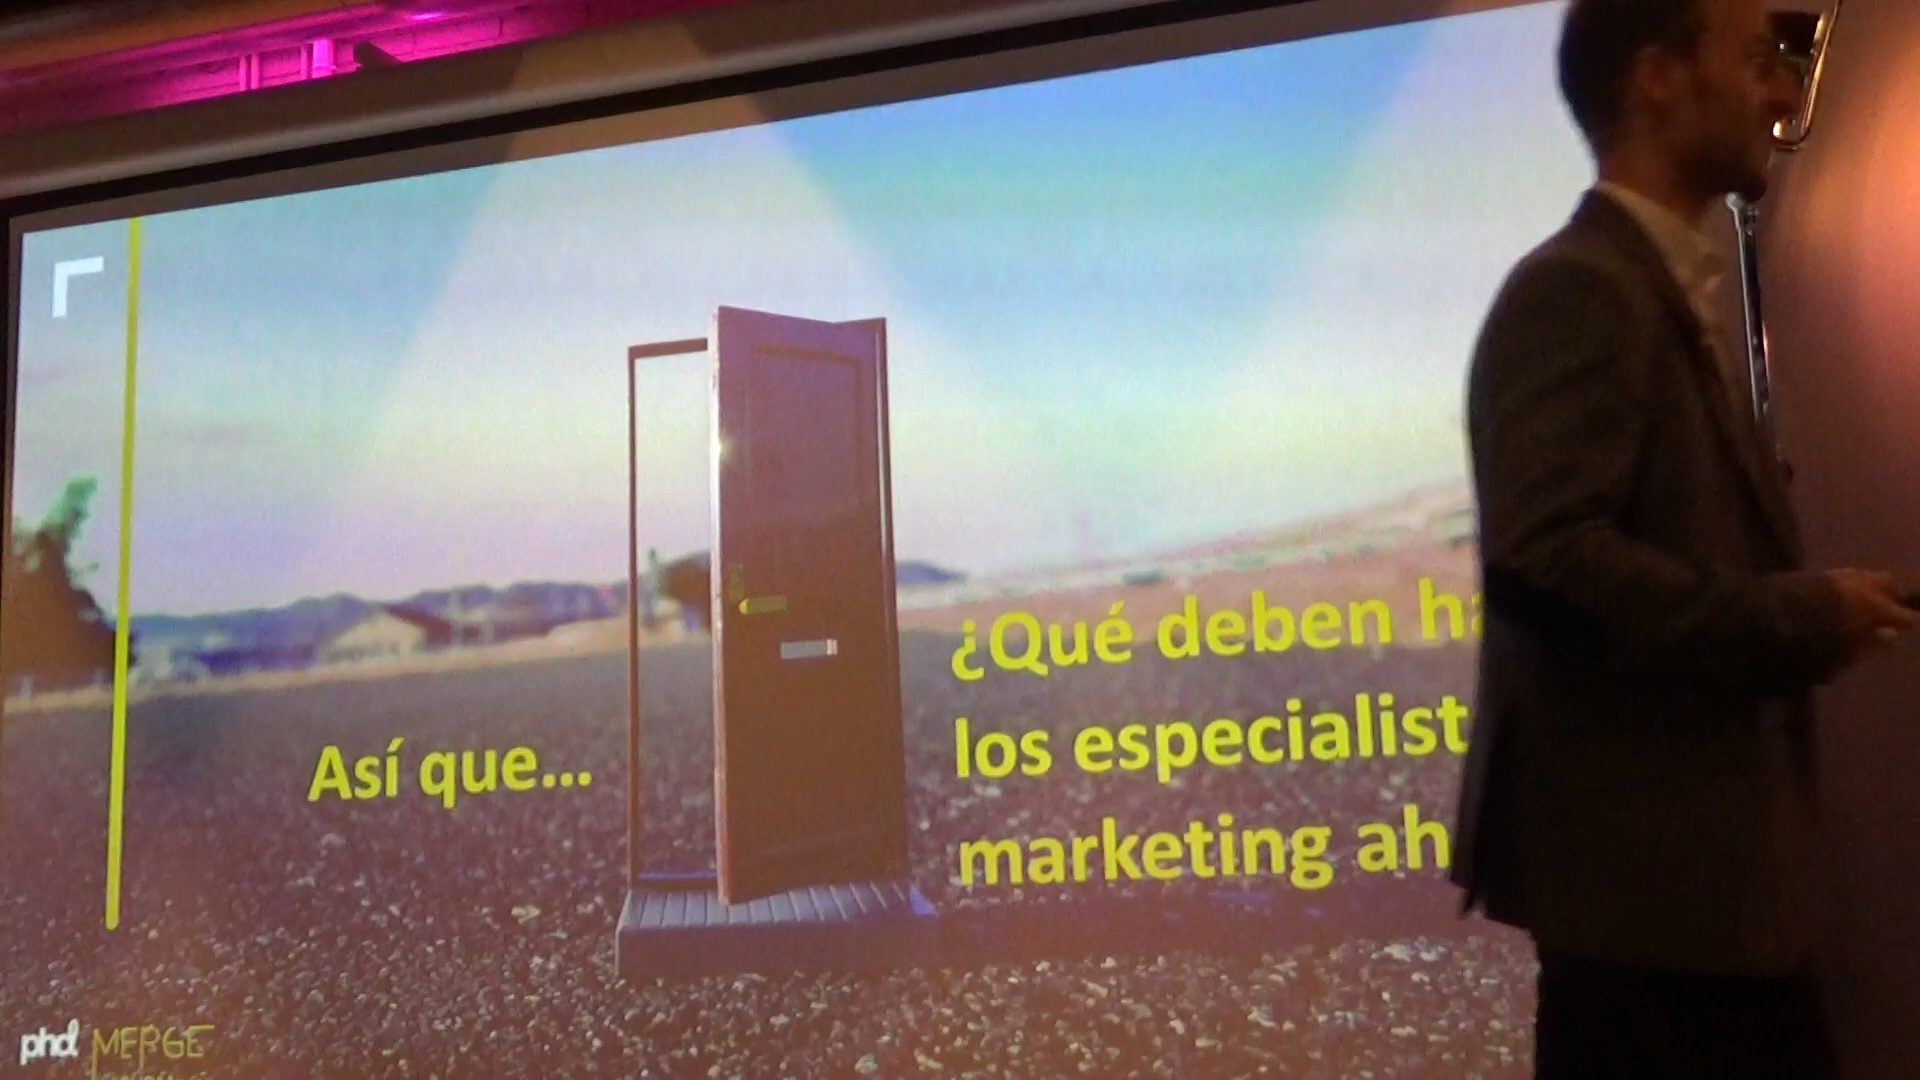 Así que...
¿Qué deben ha
los especialist
marketing ah
phd MERGE